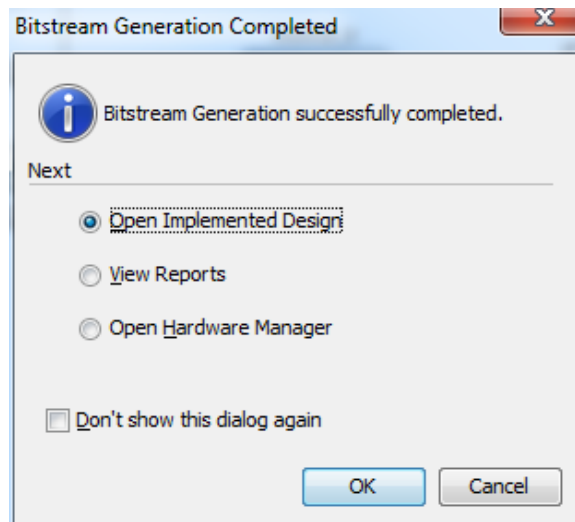 Bitstream Generation Completed
Bitstream Generation successfully completed.
Next
Open Implemented Design
View Reports
Open Hardware Manager
Don't show this dialog again
OK
Cancel